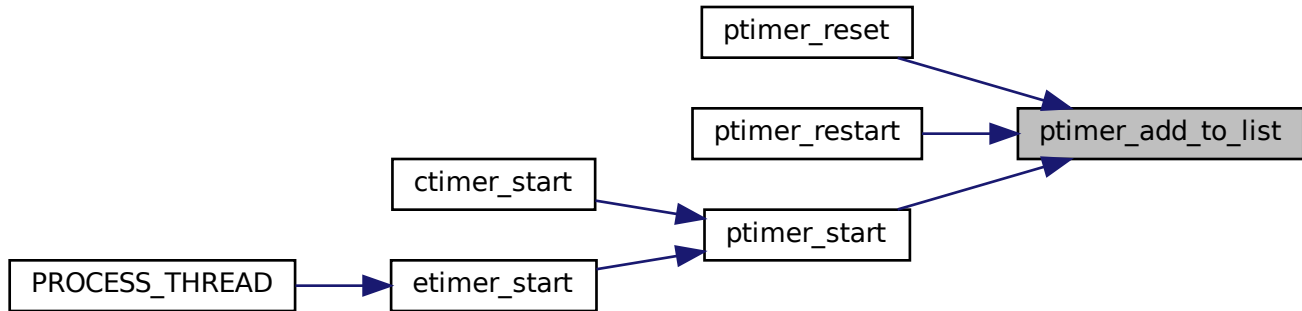 ptimer_reset
ptimer_add_to_list
ptimer_restart
ctimer_start
ptimer_start
PROCESS_THREAD
etimer_start